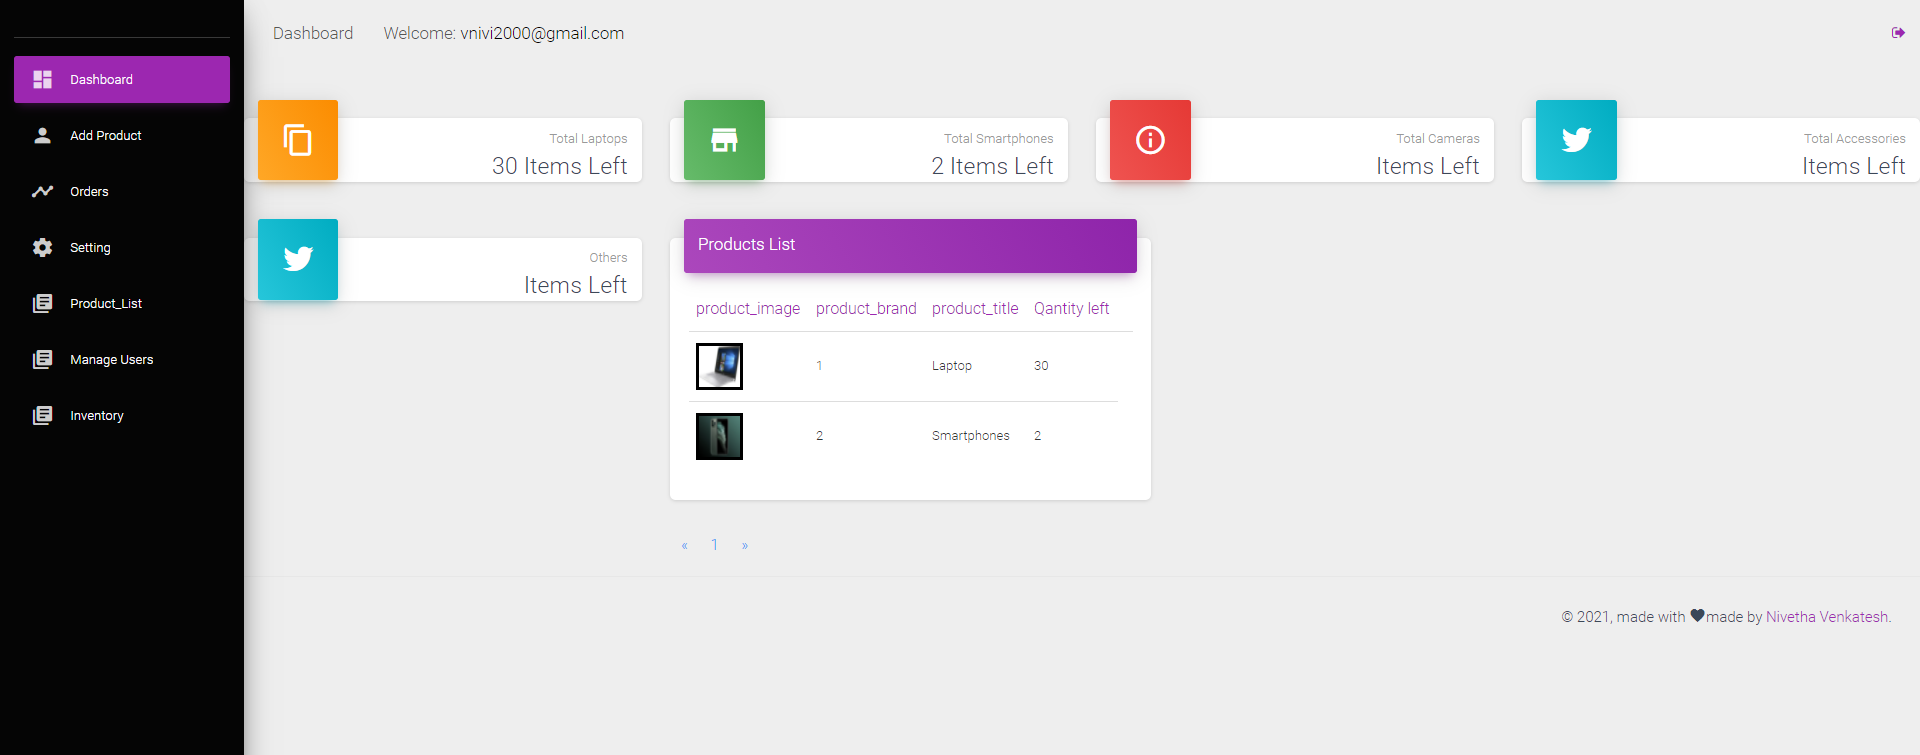 Dashboard
Add Product
Orders
Setting
Product_List
Manage Users
Inventory
Dashboard Welcome: vnivi2000@gmail.com
Total Laptops
30 Items Left
Total Smartphones
2 Items Left
Total Cameras
Items Left
Total Accessories
Items Left
Others
Items Left
Products List
product_image product_brand product_title Qantity left
1 Laptop 30
2 Smartphones 2
« 1 »
© 2021, made with made by Nivetha Venkatesh.